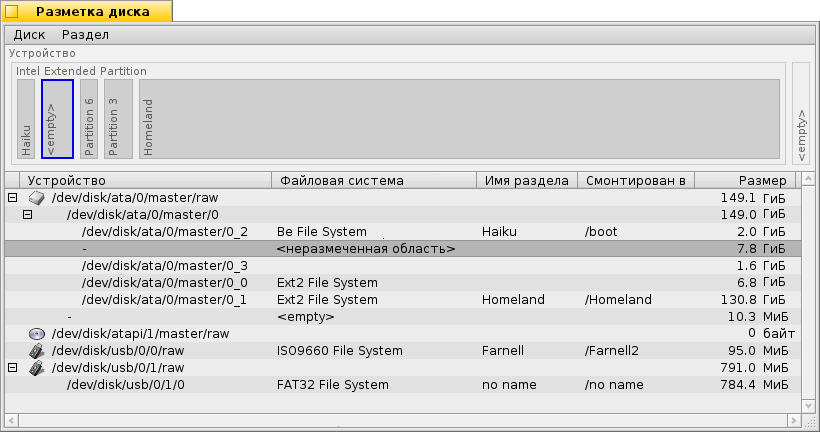 Разметка диска
Диск Раздел
Устройство
Intel Extended Partition
Haiku
<empty>
Partition 6
Partition 3
Homeland
<empty>
Устройство Файловая система Имя раздела Смонтирован в Размер
/dev/disk/ata/0/master/raw 149.1 ГиБ
/dev/disk/ata/0/master/0 149.0 ГиБ
/dev/disk/ata/0/master/0_2 Be File System Haiku /boot 2.0 ГиБ
- <неразмеченная область> 7.8 ГиБ
/dev/disk/ata/0/master/0_3 1.6 ГиБ
/dev/disk/ata/0/master/0_0 Ext2 File System 6.8 ГиБ
/dev/disk/ata/0/master/0_1 Ext2 File System Homeland /Homeland 130.8 ГиБ
- <empty> 10.3 МиБ
/dev/disk/atapi/1/master/raw 0 байт
/dev/disk/usb/0/0/raw ISO9660 File System Farnell /Farnell2 95.0 МиБ
/dev/disk/usb/0/1/raw 791.0 МиБ
/dev/disk/usb/0/1/0 FAT32 File System no name /no name 784.4 МиБ